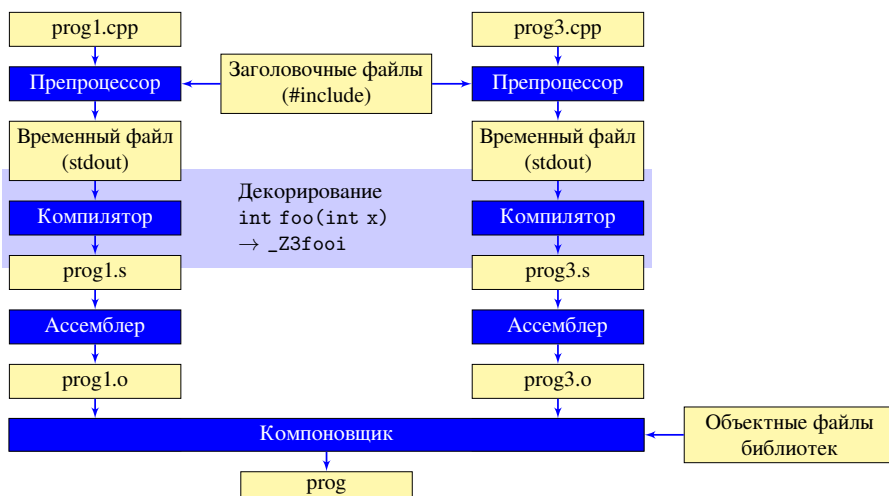 prog1.cpp
prog3.cpp
Препроцессор
Заголовочные файлы
(#include)
Препроцессор
Временный файл
(stdout)
Временный файл
(stdout)
Декорирование
int foo(int x)
→ _Z3fooi
Компилятор
Компилятор
prog1.s
prog3.s
Ассемблер
Ассемблер
prog1.o
prog3.o
Компоновщик
Объектные файлы
библиотек
prog